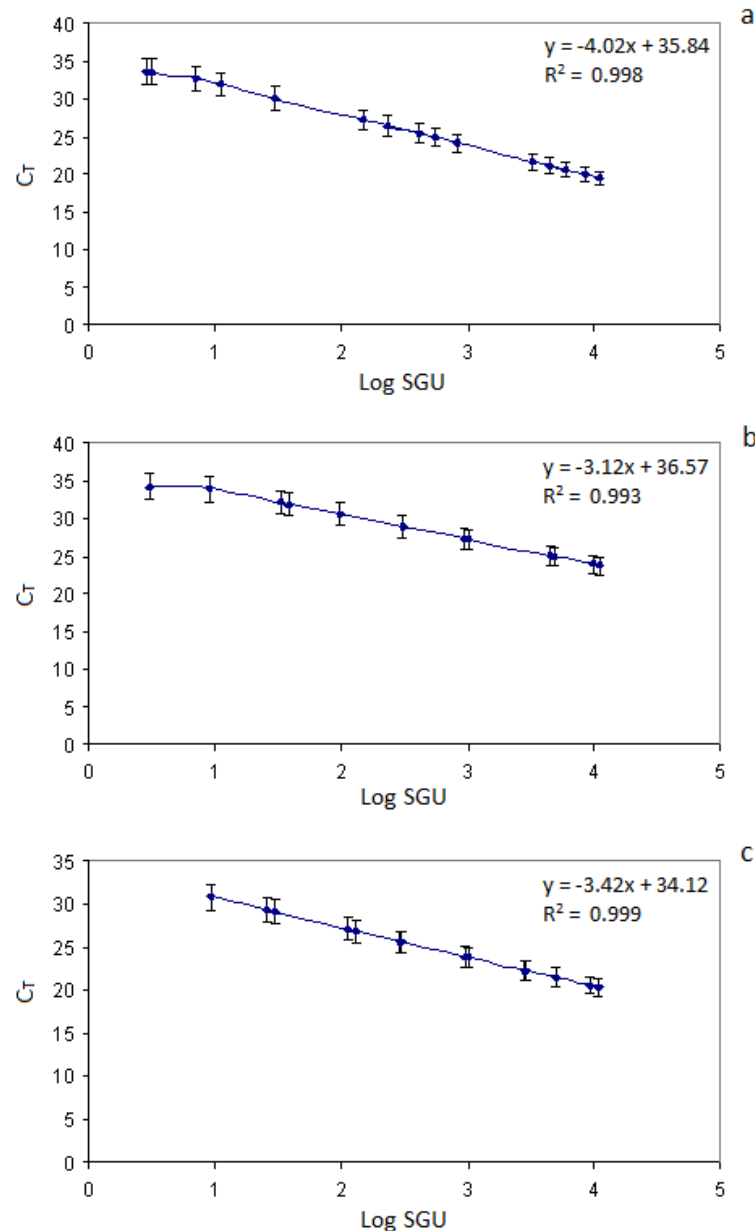 a
y = -4.02x + 35.84
R² = 0.998
40
35
30
25
20
15
10
5
0
C_T
0 1 2 3 4 5
Log SGU
b
y = -3.12x + 36.57
R² = 0.993
40
35
30
25
20
15
10
5
0
C_T
0 1 2 3 4 5
Log SGU
c
y = -3.42x + 34.12
R² = 0.999
35
30
25
20
15
10
5
0
C_T
0 1 2 3 4 5
Log SGU